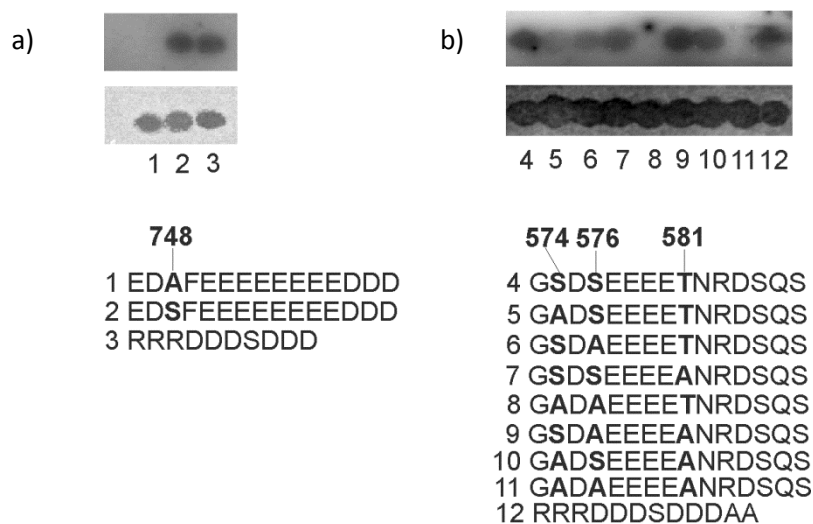 a)
1 2 3
748
1 EDAFEEEEEEEEEDDD
2 EDSFEEEEEEEEEDDD
3 RRRDDDSDDD
b)
4 5 6 7 8 9 10 11 12
574 576 581
4 GSDSEEEETNRDSQS
5 GADSEEEETNRDSQS
6 GSDAEEEETNRDSQS
7 GSDSEEEEANRDSQS
8 GADAEEEETNRDSQS
9 GSDAEEEEANRDSQS
10 GADSEEEEANRDSQS
11 GADAEEEEANRDSQS
12 RRRDDDSDDDAA